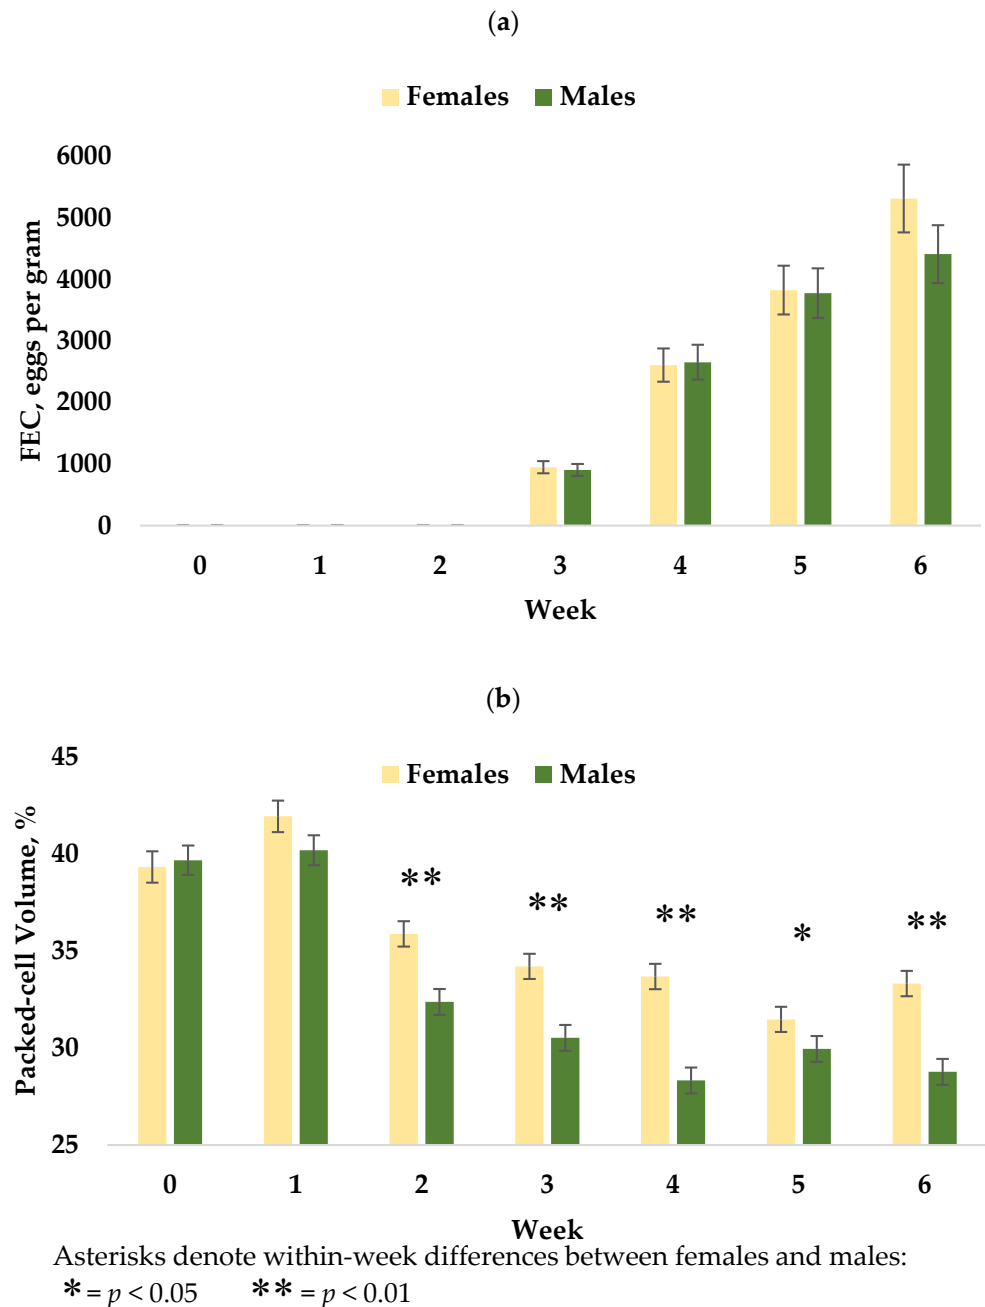 (a)
Females Males
6000
5000
4000
3000
2000
1000
0
FEC, eggs per gram
0 1 2 3 4 5 6
Week
(b)
45
Females Males
40
35
30
25
Packed-cell Volume, %
** ** ** * **
0 1 2 3 4 5 6
Week
Asterisks denote within-week differences between females and males:
* = p < 0.05 ** = p < 0.01